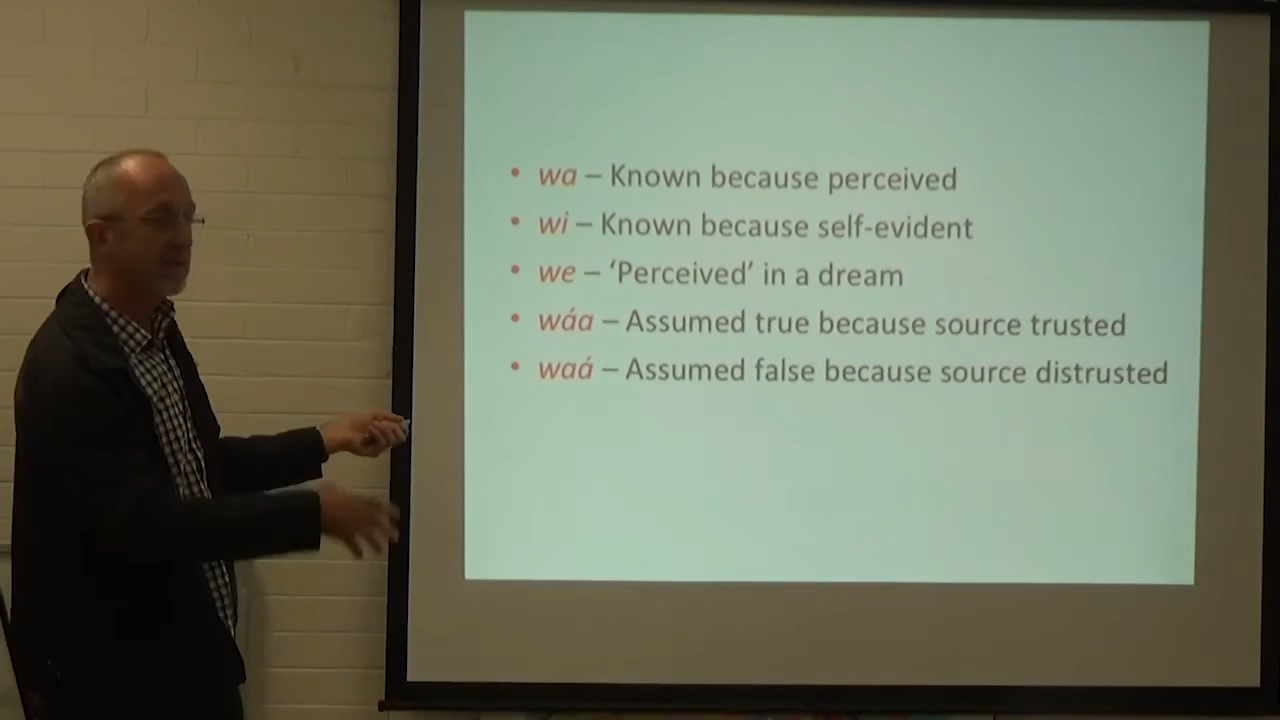 • wa – Known because perceived
• wi – Known because self-evident
• we – ‘Perceived’ in a dream
• wáa – Assumed true because source trusted
• waá – Assumed false because source distrusted